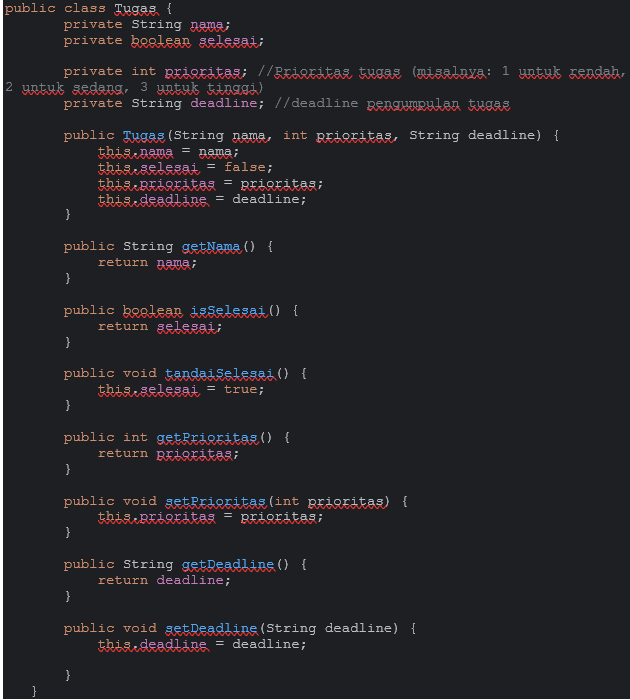 public class Tugas {
private String nama;
private boolean selesai;
private int prioritas; //Prioritas tugas (misalnya: 1 untuk rendah,
2 untuk sedang, 3 untuk tinggi)
private String deadline; //deadline pengumpulan tugas
public Tugas(String nama, int prioritas, String deadline) {
this.nama = nama;
this.selesai = false;
this.prioritas = prioritas;
this.deadline = deadline;
}
public String getNama() {
return nama;
}
public boolean isSelesai() {
return selesai;
}
public void tandaiSelesai() {
this.selesai = true;
}
public int getPrioritas() {
return prioritas;
}
public void setPrioritas(int prioritas) {
this.prioritas = prioritas;
}
public String getDeadline() {
return deadline;
}
public void setDeadline(String deadline) {
this.deadline = deadline;
}
}